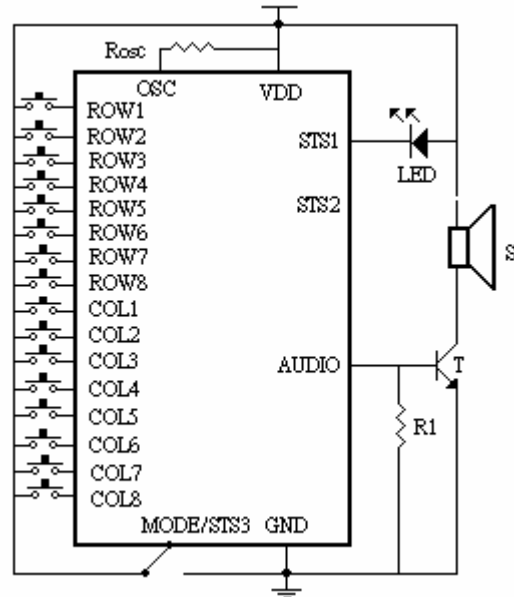 Rosc
OSC
VDD
ROW1
ROW2
ROW3
ROW4
ROW5
ROW6
ROW7
ROW8
COL1
COL2
COL3
COL4
COL5
COL6
COL7
COL8
STS1
LED
STS2
S
AUDIO
T
R1
MODE/STS3
GND